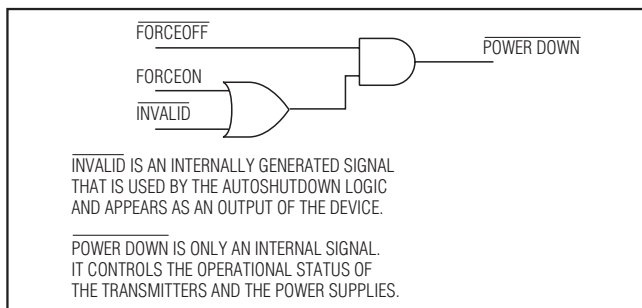 FORCEOFF
POWER DOWN
FORCEON
INVALID
INVALID IS AN INTERNALLY GENERATED SIGNAL
THAT IS USED BY THE AUTOSHUTDOWN LOGIC
AND APPEARS AS AN OUTPUT OF THE DEVICE.
POWER DOWN IS ONLY AN INTERNAL SIGNAL.
IT CONTROLS THE OPERATIONAL STATUS OF
THE TRANSMITTERS AND THE POWER SUPPLIES.